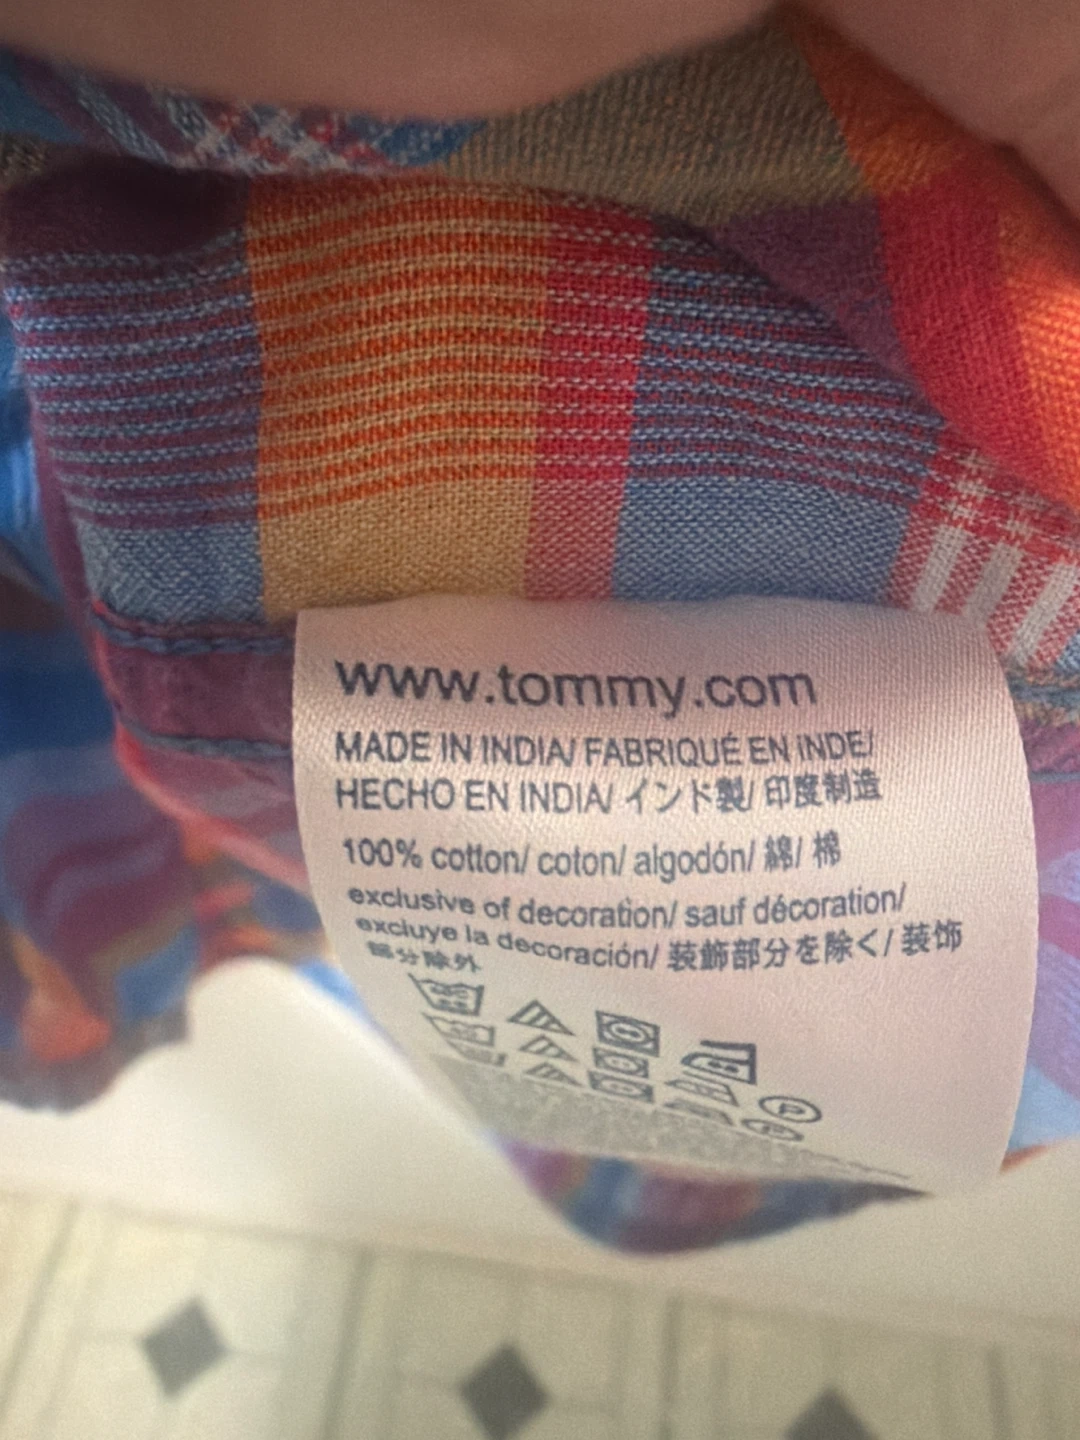 www.tommy.com
MADE IN INDIA/ FABRIQUÉ EN INDE/
HECHO EN INDIA/ インド製/ 印度制造
100% cotton/ coton/ algodón/ 綿/ 棉
exclusive of decoration/ sauf décoration/
excluye la decoración/ 装飾部分を除く/ 装饰
部分除外
P
P